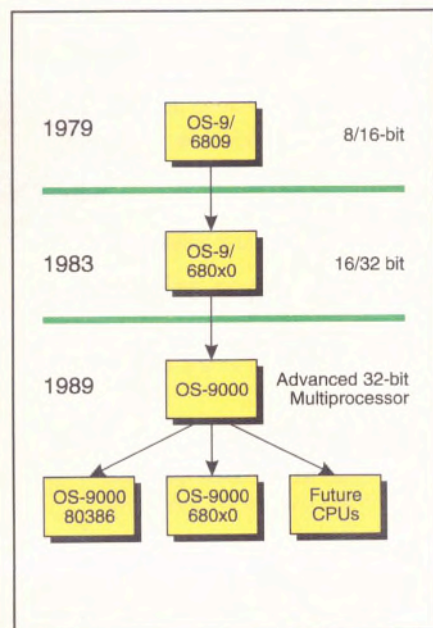 1979
OS-9/
6809
8/16-bit
1983
OS-9/
680x0
16/32 bit
1989
OS-9000
Advanced 32-bit
Multiprocessor
OS-9000
80386
OS-9000
680x0
Future
CPUs